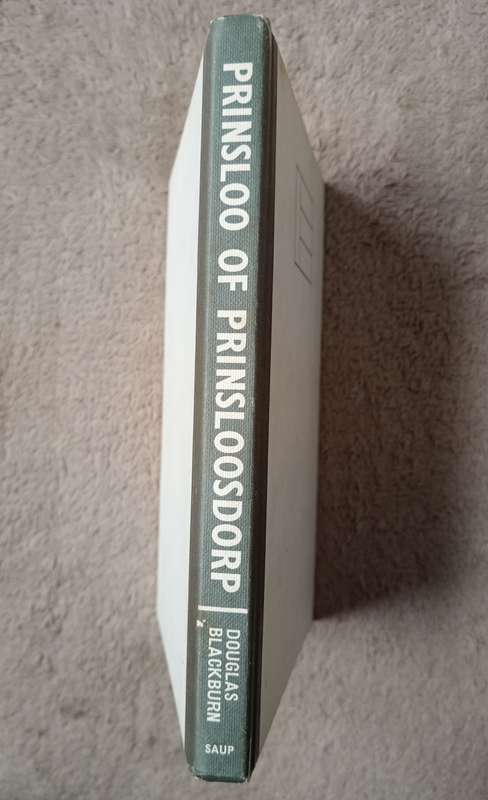 PRINSLOO OF PRINSLOOSDORP
DOUGLAS
BLACKBURN
SAUP